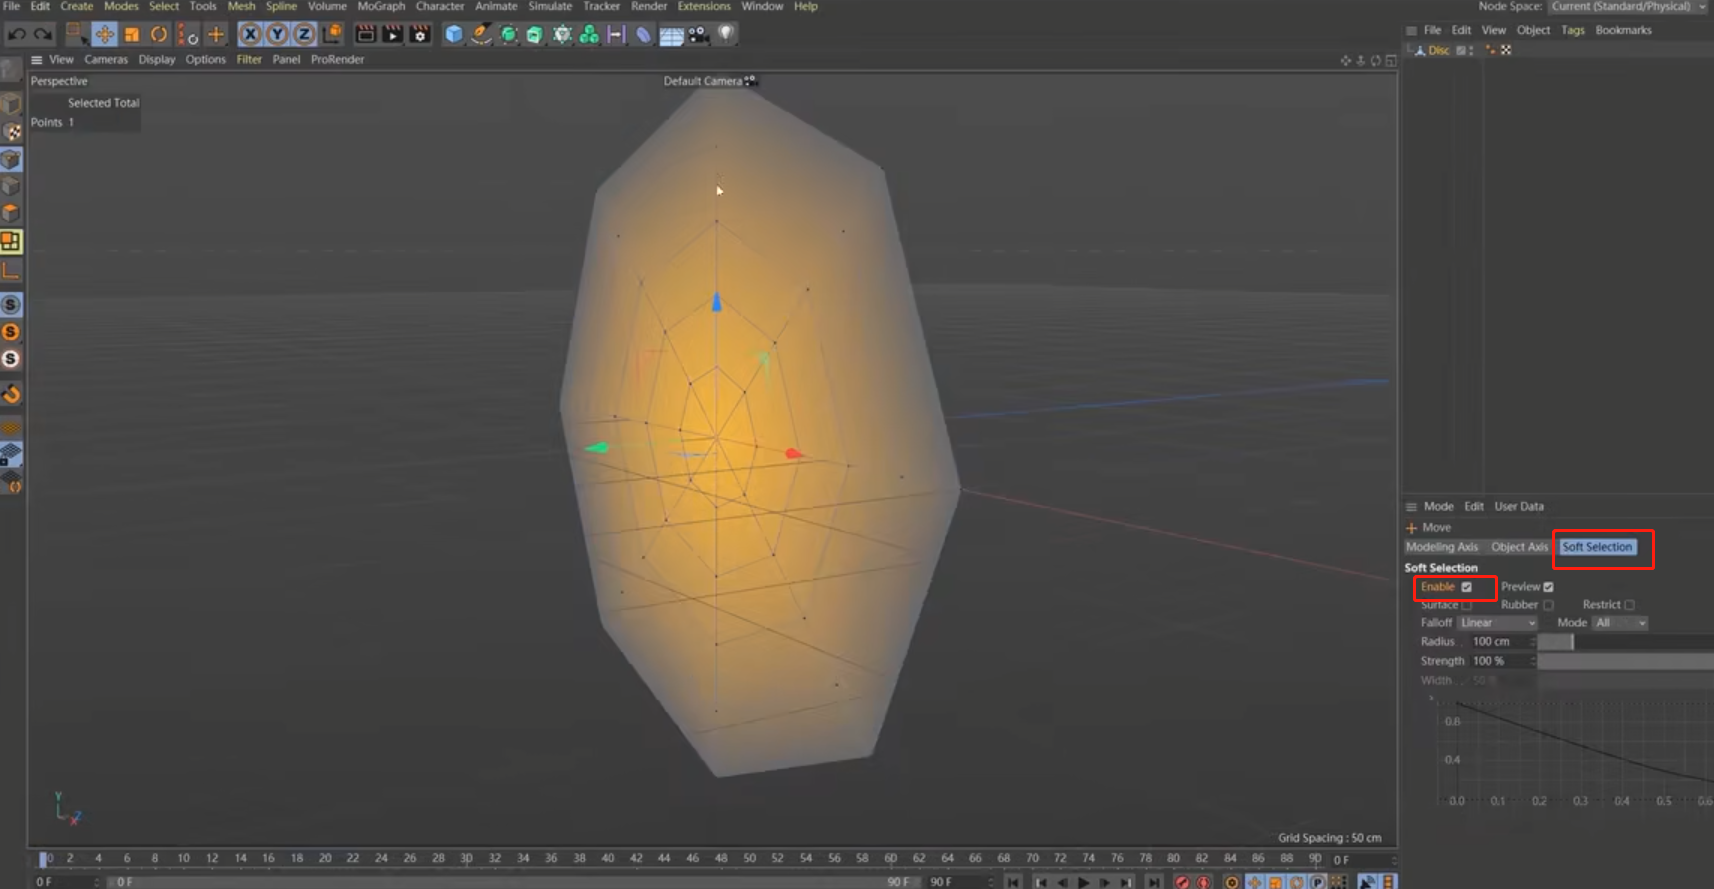 File Edit Create Modes Select Tools Mesh Spline Volume MoGraph Character Animate Simulate Tracker Render Extensions Window Help
Node Space: Current (Standard/Physical)
X Y Z
File Edit View Object Tags Bookmarks
View Cameras Display Options Filter Panel ProRender
Disc
Perspective
Default Camera
Selected Total
Points 1
S
S
S
Mode Edit User Data
Move
Modeling Axis Object Axis Soft Selection
Soft Selection
Enable Preview
Surface Rubber Restrict
Falloff Linear Mode All
Radius 100 cm
Strength 100 %
Width
0.8
0.4
0.0 0.1 0.2 0.3 0.4 0.5 0.6
Y
Z
X
Grid Spacing : 50 cm
0 2 4 6 8 10 12 14 16 18 20 22 24 26 28 30 32 34 36 38 40 42 44 46 48 50 52 54 56 58 60 62 64 66 68 70 72 74 76 78 80 82 84 86 88 90 0 F
0 F 0 F 90 F 90 F
P